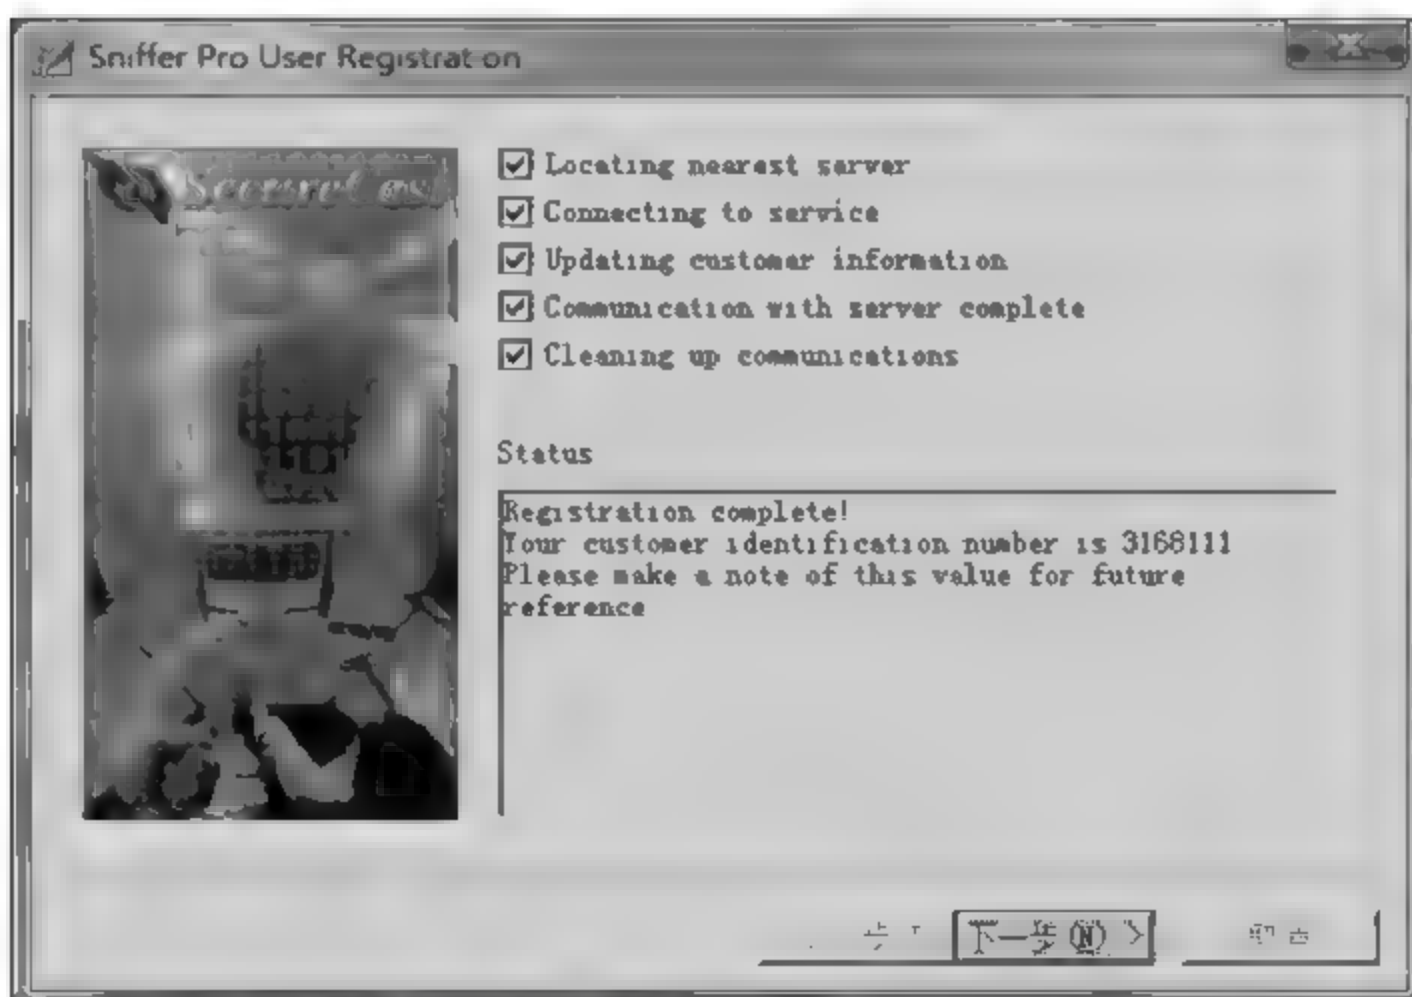 Sniffer Pro User Registration
Locating nearest server
Connecting to service
Updating customer information
Communication with server complete
Cleaning up communications
Status
Registration complete!
Your customer identification number is 3168111
Please make a note of this value for future
reference
下一步(N) >